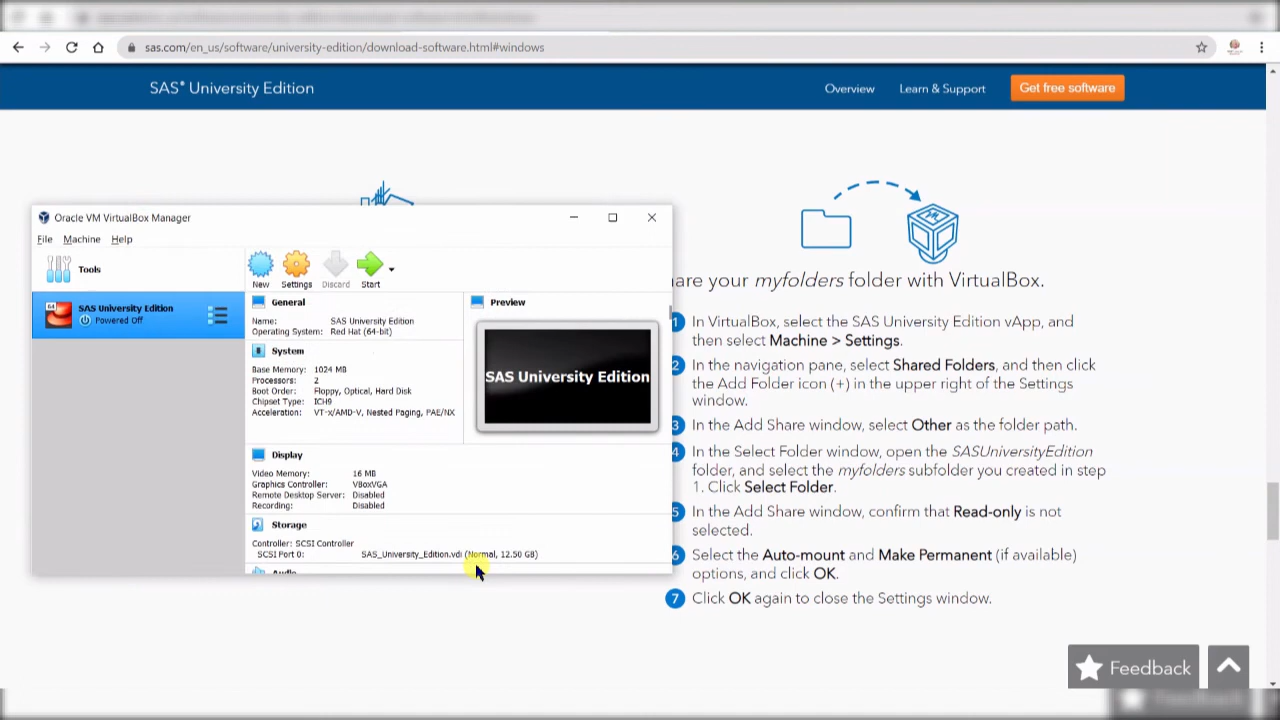 sas.com/en_us/software/university-edition/download-software.html#windows
SAS® University Edition
Overview
Learn & Support
Get free software
Oracle VM VirtualBox Manager
File Machine Help
Tools
New
Settings
Discard
Start
64
SAS University Edition
Powered Off
General
Name: SAS University Edition
Operating System: Red Hat (64-bit)
System
Base Memory: 1024 MB
Processors: 2
Boot Order: Floppy, Optical, Hard Disk
Chipset Type: ICH9
Acceleration: VT-x/AMD-V, Nested Paging, PAE/NX
Display
Video Memory: 16 MB
Graphics Controller: VBoxVGA
Remote Desktop Server: Disabled
Recording: Disabled
Storage
Controller: SCSI Controller
SCSI Port 0: SAS_University_Edition.vdi (Normal, 12.50 GB)
Preview
SAS University Edition
are your myfolders folder with VirtualBox.
1 In VirtualBox, select the SAS University Edition vApp, and
then select Machine > Settings.
2 In the navigation pane, select Shared Folders, and then click
the Add Folder icon (+) in the upper right of the Settings
window.
3 In the Add Share window, select Other as the folder path.
4 In the Select Folder window, open the SASUniversityEdition
folder, and select the myfolders subfolder you created in step
1. Click Select Folder.
5 In the Add Share window, confirm that Read-only is not
selected.
6 Select the Auto-mount and Make Permanent (if available)
options, and click OK.
7 Click OK again to close the Settings window.
Feedback